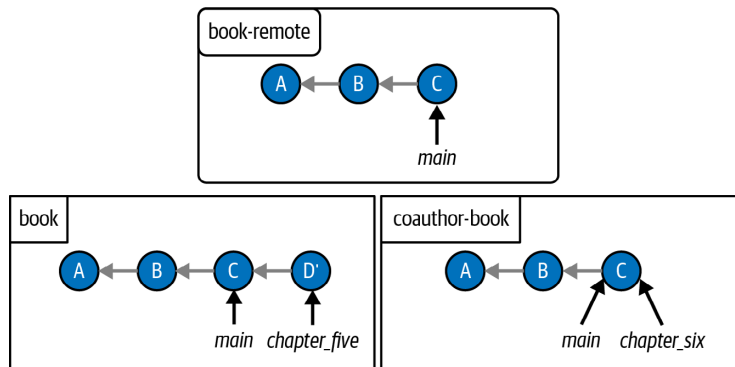 book-remote
A B C
main
book
A B C D'
main chapter_five
coauthor-book
A B C
main chapter_six